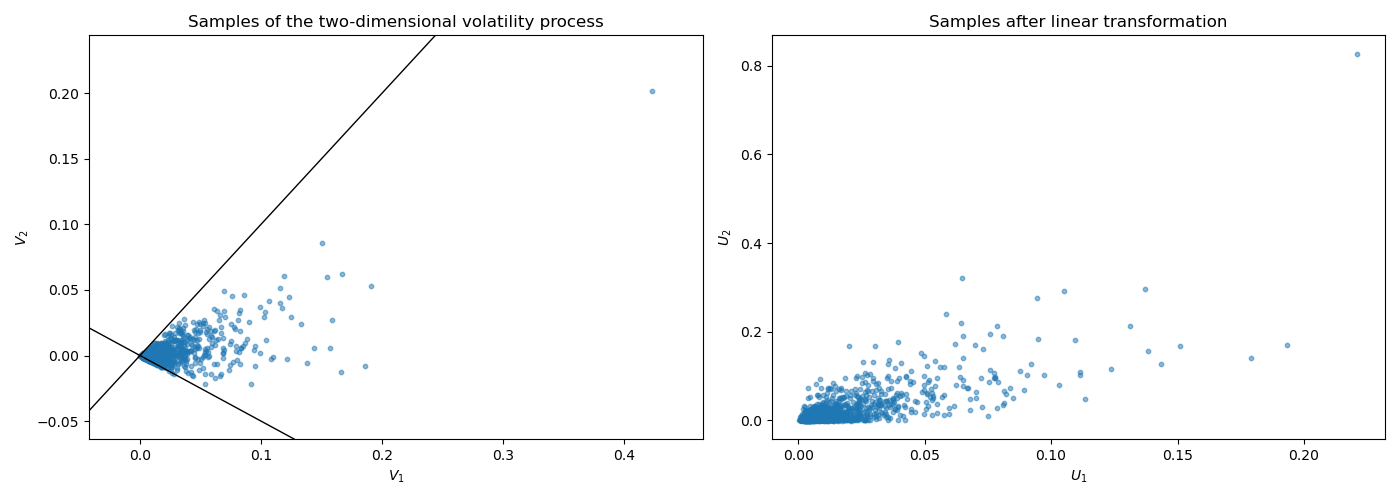 Samples of the two-dimensional volatility process
0.20
0.15
0.10
0.05
0.00
−0.05
V₂
0.0 0.1 0.2 0.3 0.4
V₁
Samples after linear transformation
0.8
0.6
0.4
0.2
0.0
U₂
0.00 0.05 0.10 0.15 0.20
U₁